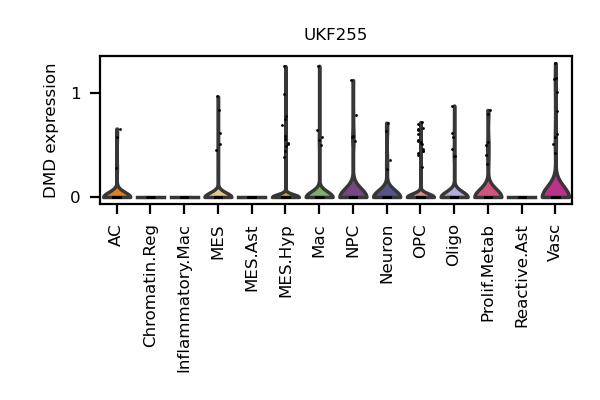 UKF255
DMD expression
1
0
AC
Chromatin.Reg
Inflammatory.Mac
MES
MES.Ast
MES.Hyp
Mac
NPC
Neuron
OPC
Oligo
Prolif.Metab
Reactive.Ast
Vasc